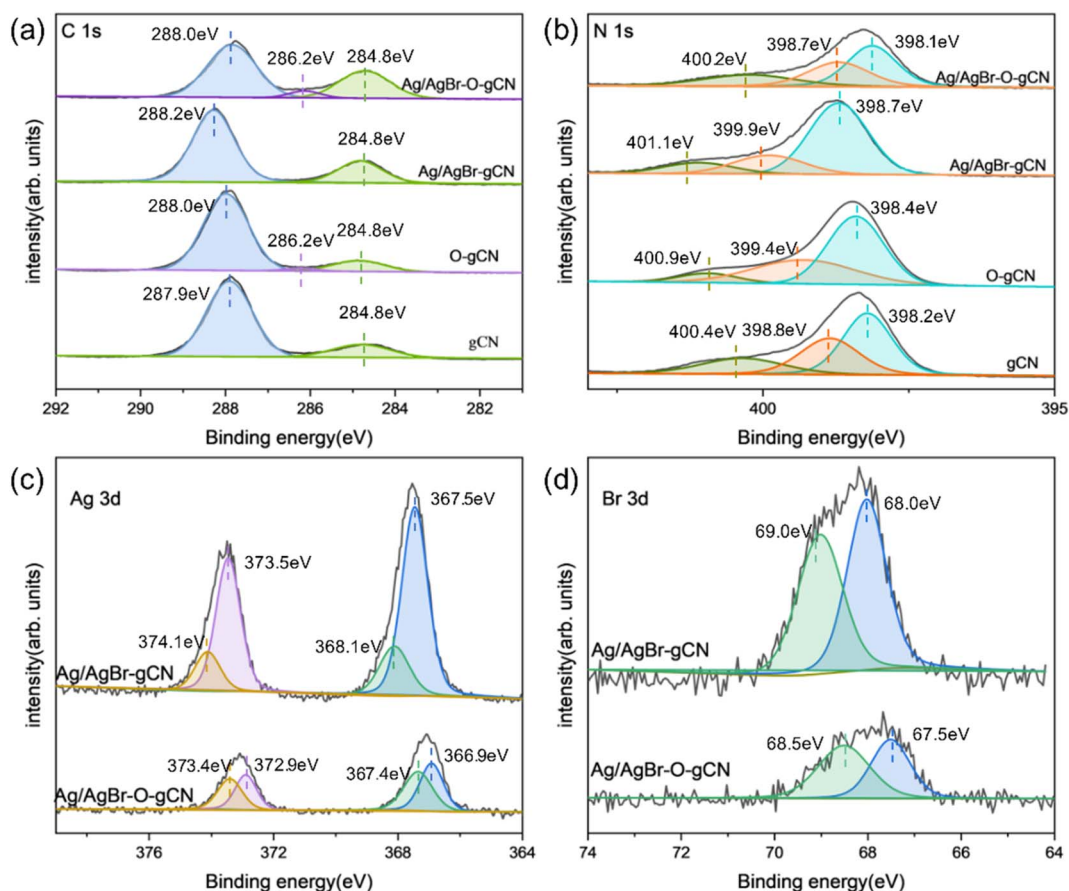 (a)
C 1s
288.0eV
286.2eV
284.8eV
Ag/AgBr-O-gCN
288.2eV
284.8eV
Ag/AgBr-gCN
288.0eV
286.2eV
284.8eV
O-gCN
287.9eV
284.8eV
gCN
intensity(arb. units)
292 290 288 286 284 282
Binding energy(eV)
(b)
N 1s
400.2eV
398.7eV
398.1eV
Ag/AgBr-O-gCN
401.1eV
399.9eV
398.7eV
Ag/AgBr-gCN
400.9eV
399.4eV
398.4eV
O-gCN
400.4eV
398.8eV
398.2eV
gCN
intensity(arb. units)
400 395
Binding energy(eV)
(c)
Ag 3d
367.5eV
373.5eV
374.1eV
368.1eV
Ag/AgBr-gCN
373.4eV
372.9eV
367.4eV
366.9eV
Ag/AgBr-O-gCN
intensity(arb. units)
376 372 368 364
Binding energy(eV)
(d)
Br 3d
69.0eV
68.0eV
Ag/AgBr-gCN
68.5eV
67.5eV
Ag/AgBr-O-gCN
intensity(arb. units)
74 72 70 68 66 64
Binding energy(eV)